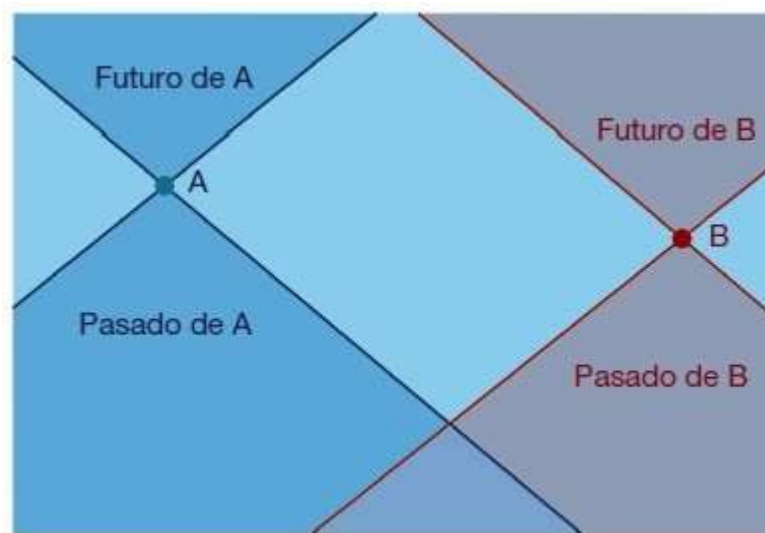 Futuro de A
Futuro de B
A
B
Pasado de A
Pasado de B